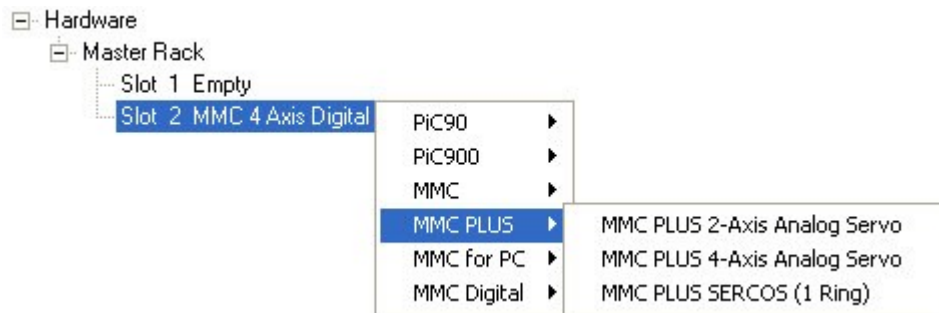 Hardware
Master Rack
Slot 1 Empty
Slot 2 MMC 4 Axis Digital
PiC90
PiC900
MMC
MMC PLUS
MMC for PC
MMC Digital
MMC PLUS 2-Axis Analog Servo
MMC PLUS 4-Axis Analog Servo
MMC PLUS SERCOS (1 Ring)